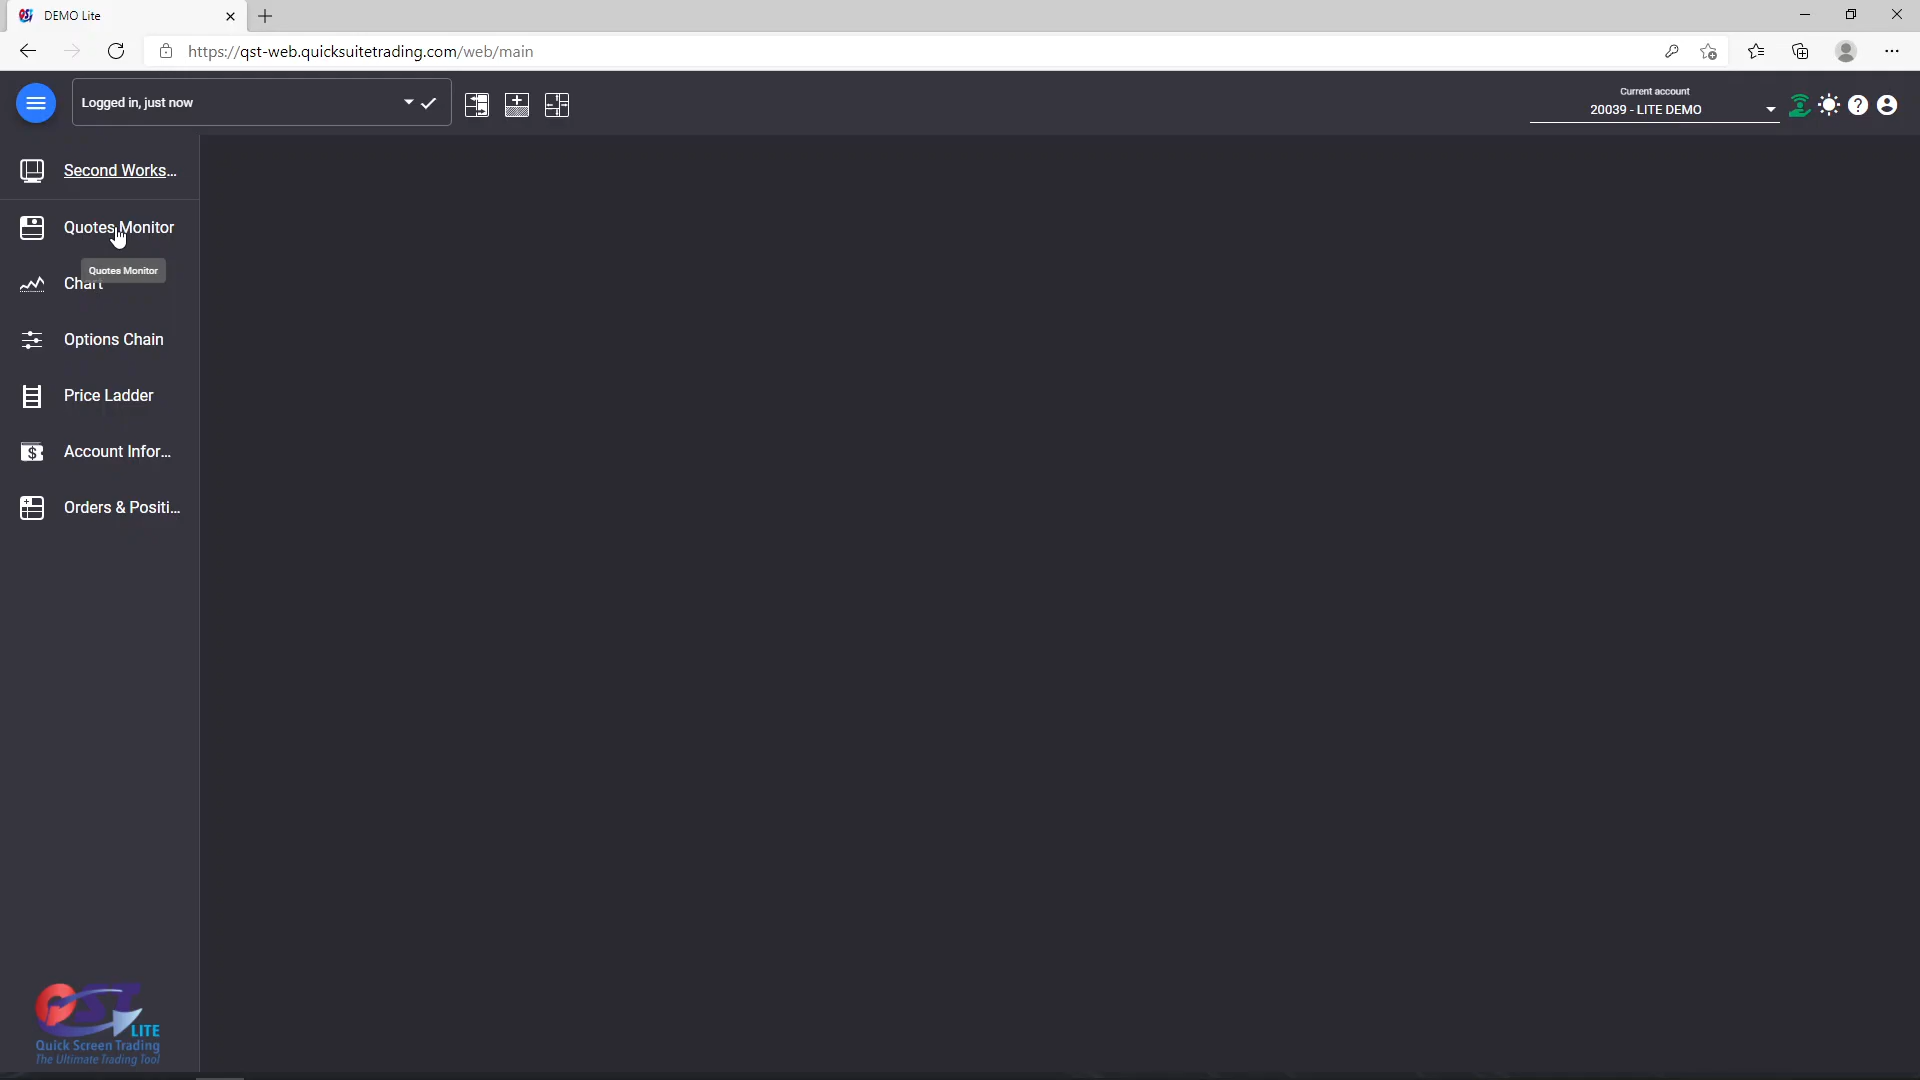 DEMO Lite
https://qst-web.quicksuitetrading.com/web/main
Logged in, just now
Current account
20039 - LITE DEMO
Second Works...
Quotes Monitor
Quotes Monitor
Chart
Options Chain
Price Ladder
Account Infor...
Orders & Positi...
QST
LITE
Quick Screen Trading
The Ultimate Trading Tool